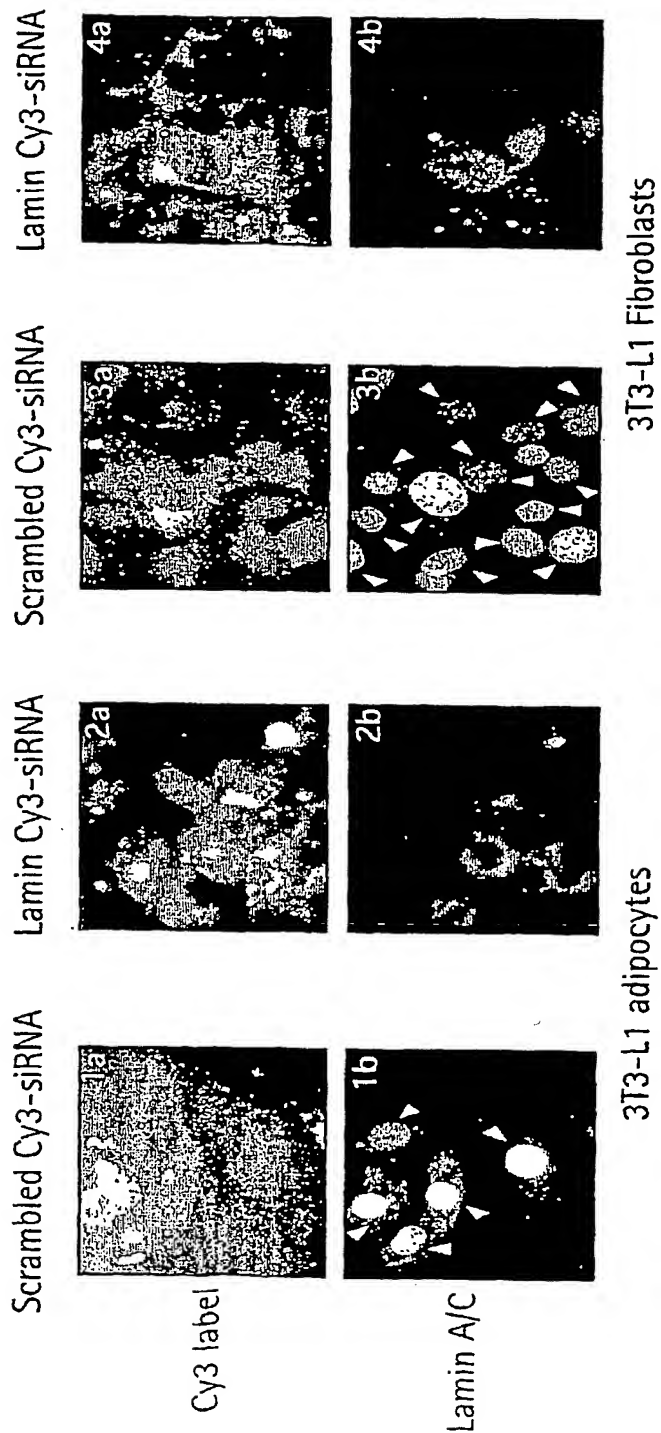 Scrambled Cy3-siRNA
Lamin Cy3-siRNA
Scrambled Cy3-siRNA
Lamin Cy3-siRNA
Cy3 label
1a
2a
3a
4a
Lamin A/C
1b
2b
3b
4b
3T3-L1 adipocytes
3T3-L1 Fibroblasts